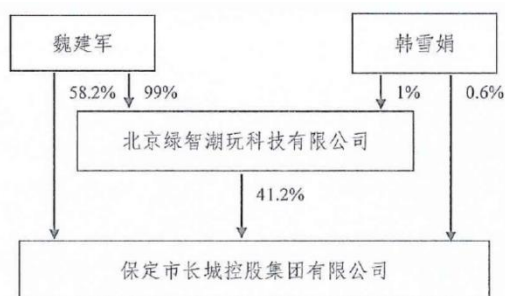 魏建军 韩雪娟
58.2% 99% 1% 0.6%
北京绿智潮玩科技有限公司
41.2%
保定市长城控股集团有限公司